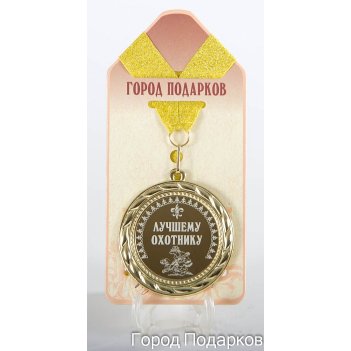 ГОРОД ПОДАРКОВ
ЛУЧШЕМУ
ОХОТНИКУ
Город Подарков